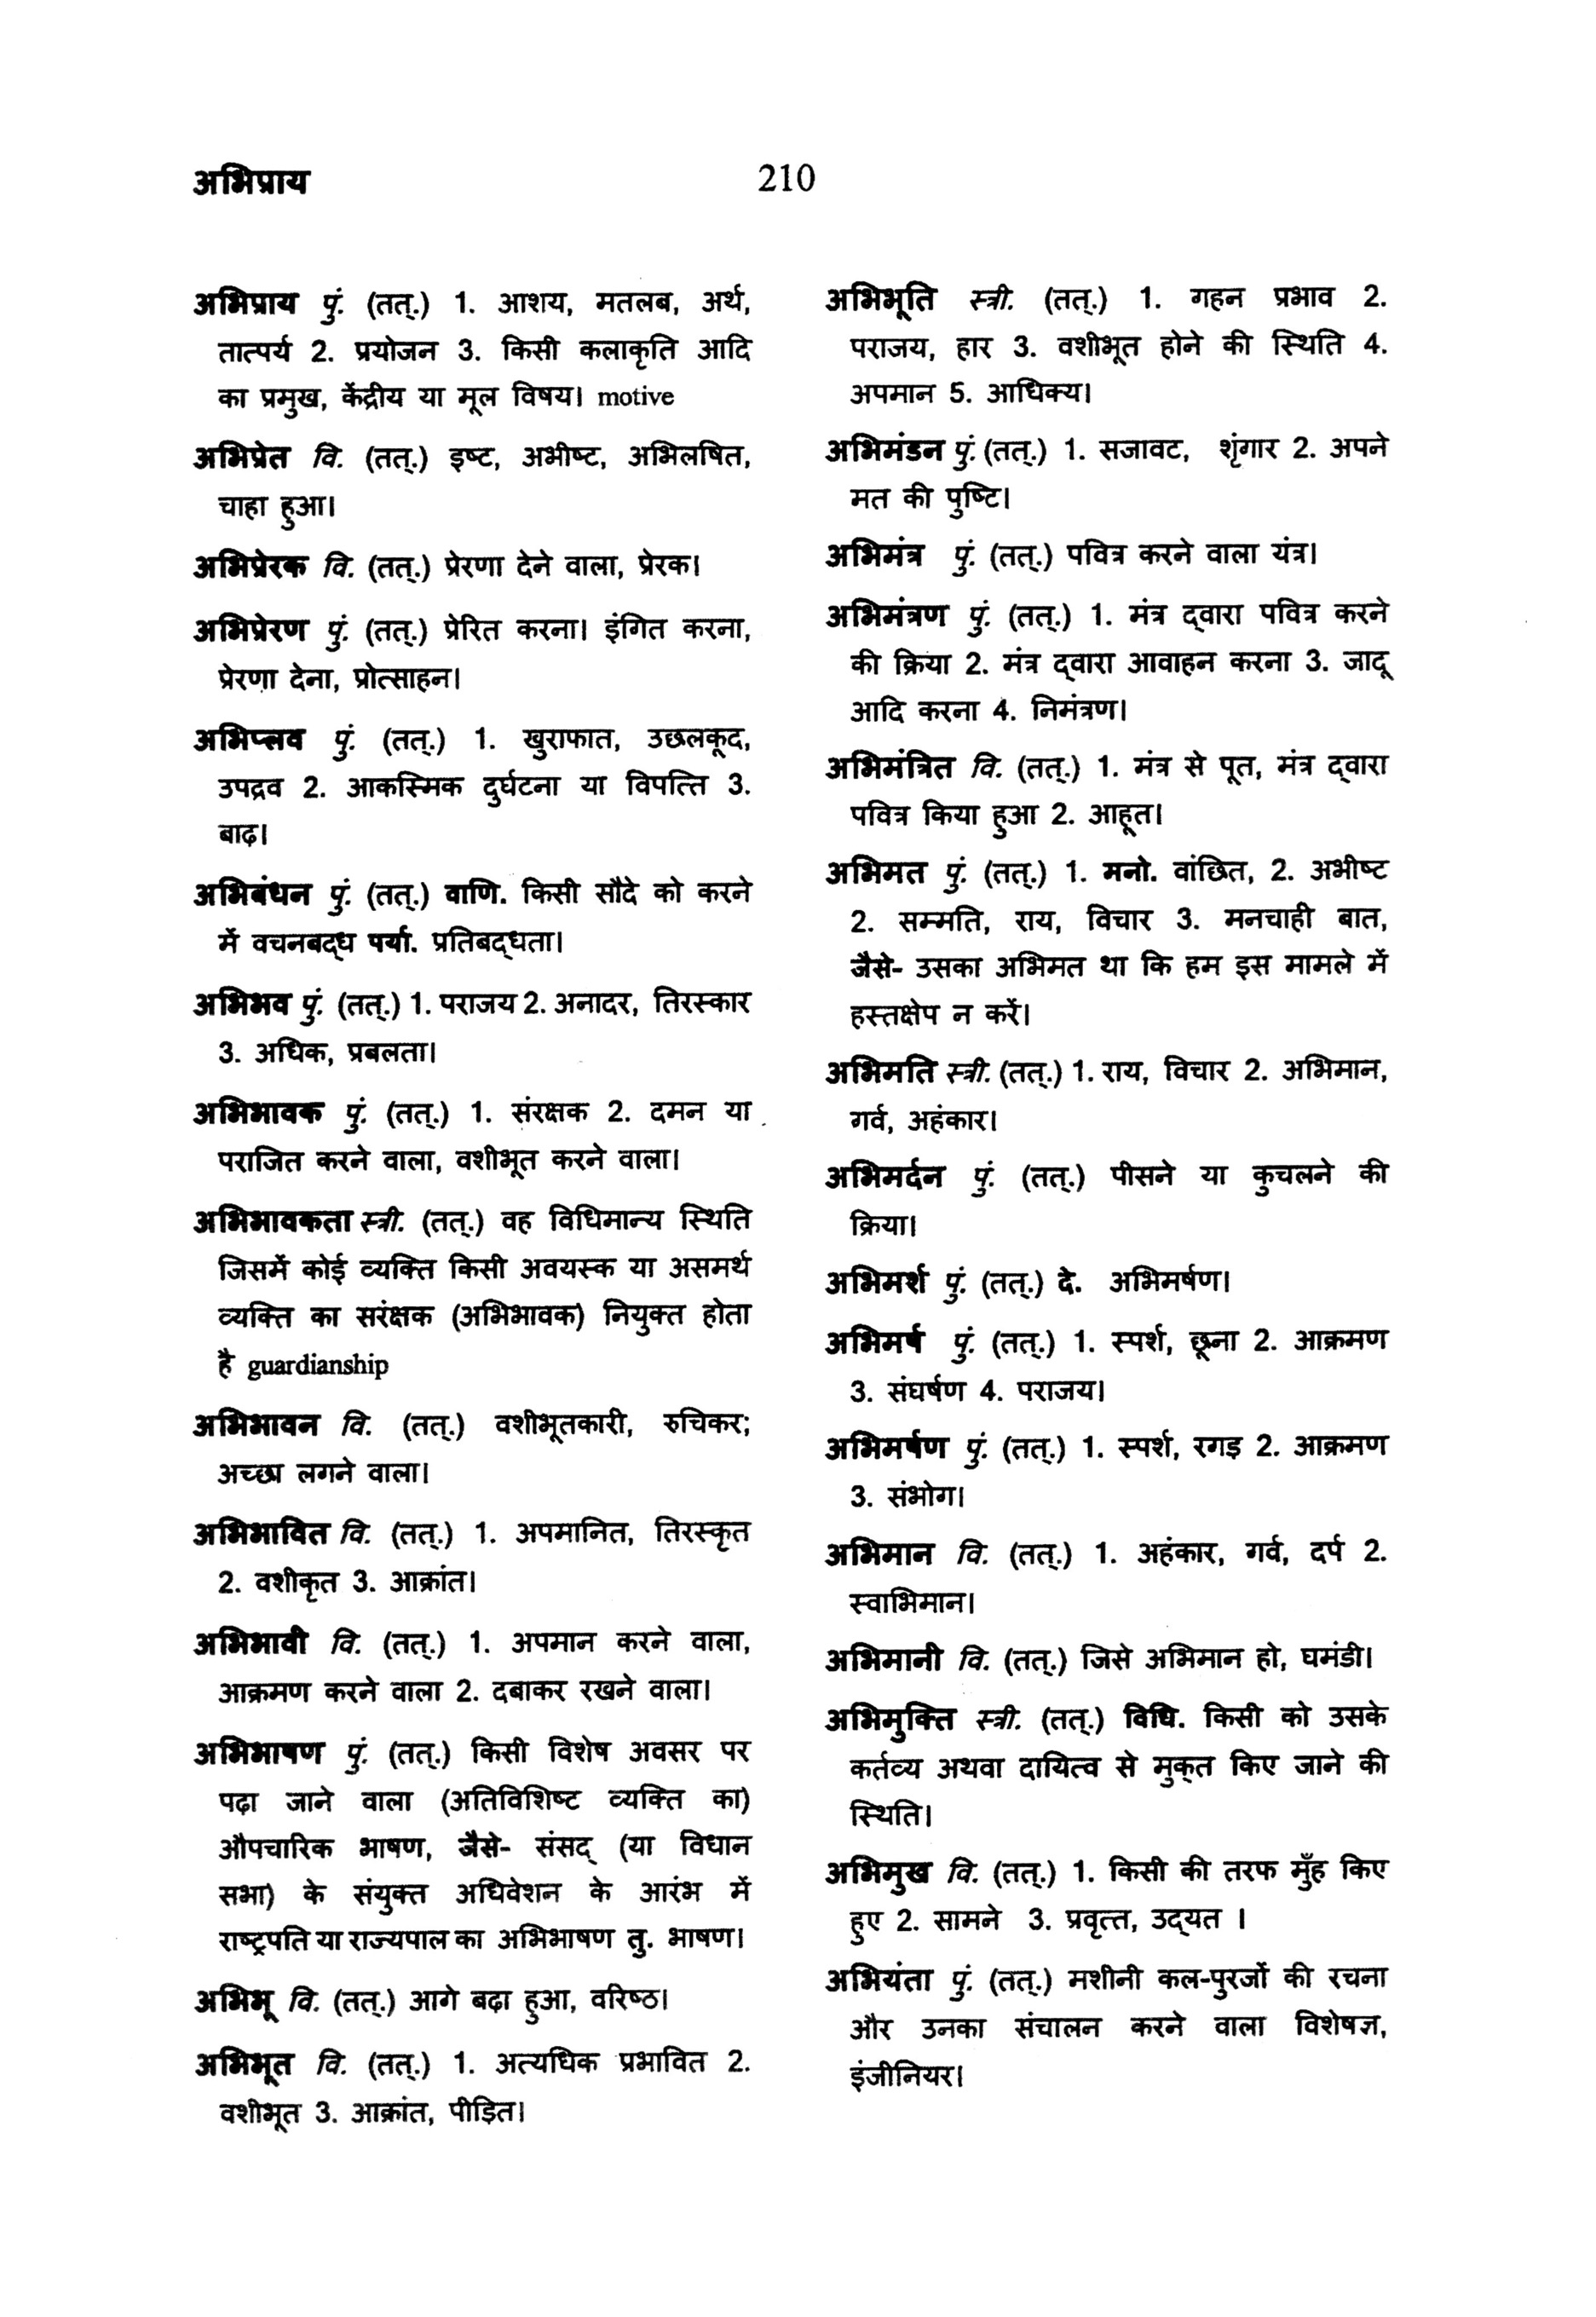 अभिप्राय
210
अभिप्राय पुं. (तत्.) 1. आशय, मतलब, अर्थ,
तात्पर्य 2. प्रयोजन 3. किसी कलाकृति आदि
का प्रमुख, केंद्रीय या मूल विषय। motive
अभिप्रेत वि. (तत्.) इष्ट, अभीष्ट, अभिलषित,
चाहा हुआ।
अभिप्रेरक वि. (तत्.) प्रेरणा देने वाला, प्रेरक।
अभिप्रेरण पुं. (तत्.) प्रेरित करना। इंगित करना,
प्रेरणा देना, प्रोत्साहन।
अभिप्लव पुं. (तत्.) 1. खुराफात, उछलकूद,
उपद्रव 2. आकस्मिक दुर्घटना या विपत्ति 3.
बाढ़।
अभिबंधन पुं. (तत्.) वाणि. किसी सौदे को करने
में वचनबद्ध पर्या. प्रतिबद्धता।
अभिभव पुं. (तत्.) 1. पराजय 2. अनादर, तिरस्कार
3. अधिक, प्रबलता।
अभिभावक पुं. (तत्.) 1. संरक्षक 2. दमन या
पराजित करने वाला, वशीभूत करने वाला।
अभिभावकता स्त्री. (तत्.) वह विधिमान्य स्थिति
जिसमें कोई व्यक्ति किसी अवयस्क या असमर्थ
व्यक्ति का सरंक्षक (अभिभावक) नियुक्त होता
है guardianship
अभिभावन वि. (तत्.) वशीभूतकारी, रुचिकर;
अच्छा लगने वाला।
अभिभावित वि. (तत्.) 1. अपमानित, तिरस्कृत
2. वशीकृत 3. आक्रांत।
अभिभावी वि. (तत्.) 1. अपमान करने वाला,
आक्रमण करने वाला 2. दबाकर रखने वाला।
अभिभाषण पुं. (तत्.) किसी विशेष अवसर पर
पढ़ा जाने वाला (अतिविशिष्ट व्यक्ति का)
औपचारिक भाषण, जैसे- संसद् (या विधान
सभा) के संयुक्त अधिवेशन के आरंभ में
राष्ट्रपति या राज्यपाल का अभिभाषण तु. भाषण।
अभिभू वि. (तत्.) आगे बढ़ा हुआ, वरिष्ठ।
अभिभूत वि. (तत्.) 1. अत्यधिक प्रभावित 2.
वशीभूत 3. आक्रांत, पीड़ित।
अभिभूति स्त्री. (तत्.) 1. गहन प्रभाव 2.
पराजय, हार 3. वशीभूत होने की स्थिति 4.
अपमान 5. आधिक्य।
अभिमंडन पुं. (तत्.) 1. सजावट, शृंगार 2. अपने
मत की पुष्टि।
अभिमंत्र पुं. (तत्.) पवित्र करने वाला यंत्र।
अभिमंत्रण पुं. (तत्.) 1. मंत्र द्वारा पवित्र करने
की क्रिया 2. मंत्र द्वारा आवाहन करना 3. जादू
आदि करना 4. निमंत्रण।
अभिमंत्रित वि. (तत्.) 1. मंत्र से पूत, मंत्र द्वारा
पवित्र किया हुआ 2. आहूत।
अभिमत पुं. (तत्.) 1. मनो. वांछित, 2. अभीष्ट
2. सम्मति, राय, विचार 3. मनचाही बात,
जैसे- उसका अभिमत था कि हम इस मामले में
हस्तक्षेप न करें।
अभिमति स्त्री. (तत्.) 1. राय, विचार 2. अभिमान,
गर्व, अहंकार।
अभिमर्दन पुं. (तत्.) पीसने या कुचलने की
क्रिया।
अभिमर्श पुं. (तत्.) दे. अभिमर्षण।
अभिमर्ष पुं. (तत्.) 1. स्पर्श, छूना 2. आक्रमण
3. संघर्षण 4. पराजय।
अभिमर्षण पुं. (तत्.) 1. स्पर्श, रगड़ 2. आक्रमण
3. संभोग।
अभिमान वि. (तत्.) 1. अहंकार, गर्व, दर्प 2.
स्वाभिमान।
अभिमानी वि. (तत्.) जिसे अभिमान हो, घमंडी।
अभिमुक्ति स्त्री. (तत्.) विधि. किसी को उसके
कर्तव्य अथवा दायित्व से मुक्त किए जाने की
स्थिति।
अभिमुख वि. (तत्.) 1. किसी की तरफ मुँह किए
हुए 2. सामने 3. प्रवृत्त, उद्यत ।
अभियंता पुं. (तत्.) मशीनी कल-पुरजों की रचना
और उनका संचालन करने वाला विशेषज्ञ,
इंजीनियर।